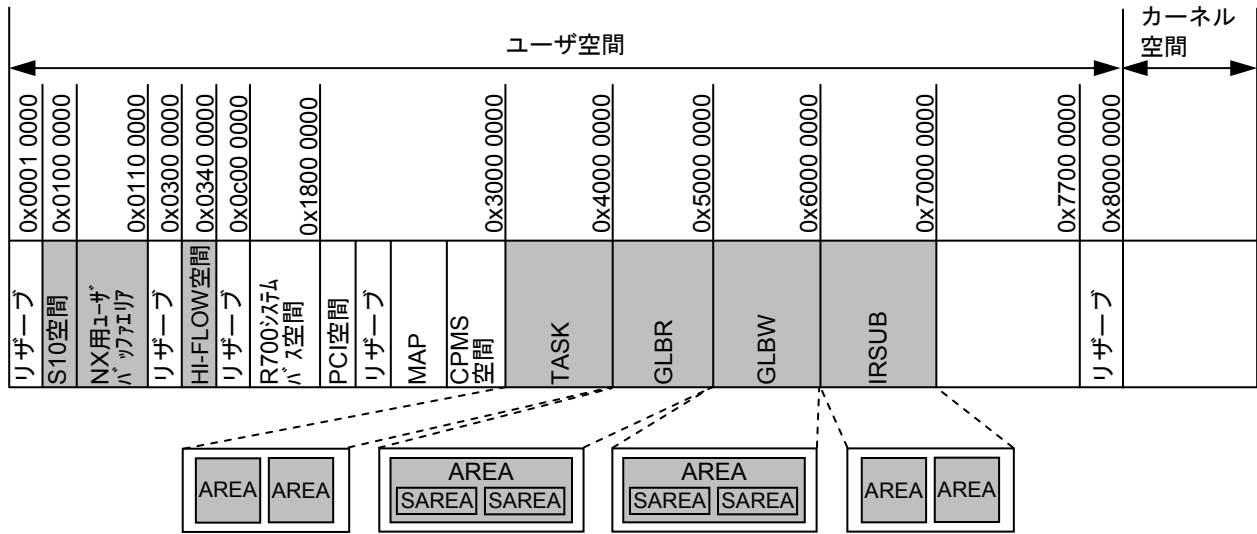 カーネル
空間
ユーザ空間
0x0001 0000
0x0100 0000
0x0110 0000
0x0300 0000
0x0340 0000
0x0c00 0000
0x1800 0000
0x3000 0000
0x4000 0000
0x5000 0000
0x6000 0000
0x7000 0000
0x7700 0000
0x8000 0000
リザーブ
S10空間
NX用ユーザ
バッファエリア
リザーブ
HI-FLOW空間
リザーブ
R700システム
バス空間
PCI空間
リザーブ
MAP
CPMS
空間
TASK
GLBR
GLBW
IRSUB
リザーブ
AREA AREA
AREA
SAREA SAREA
AREA
SAREA SAREA
AREA AREA